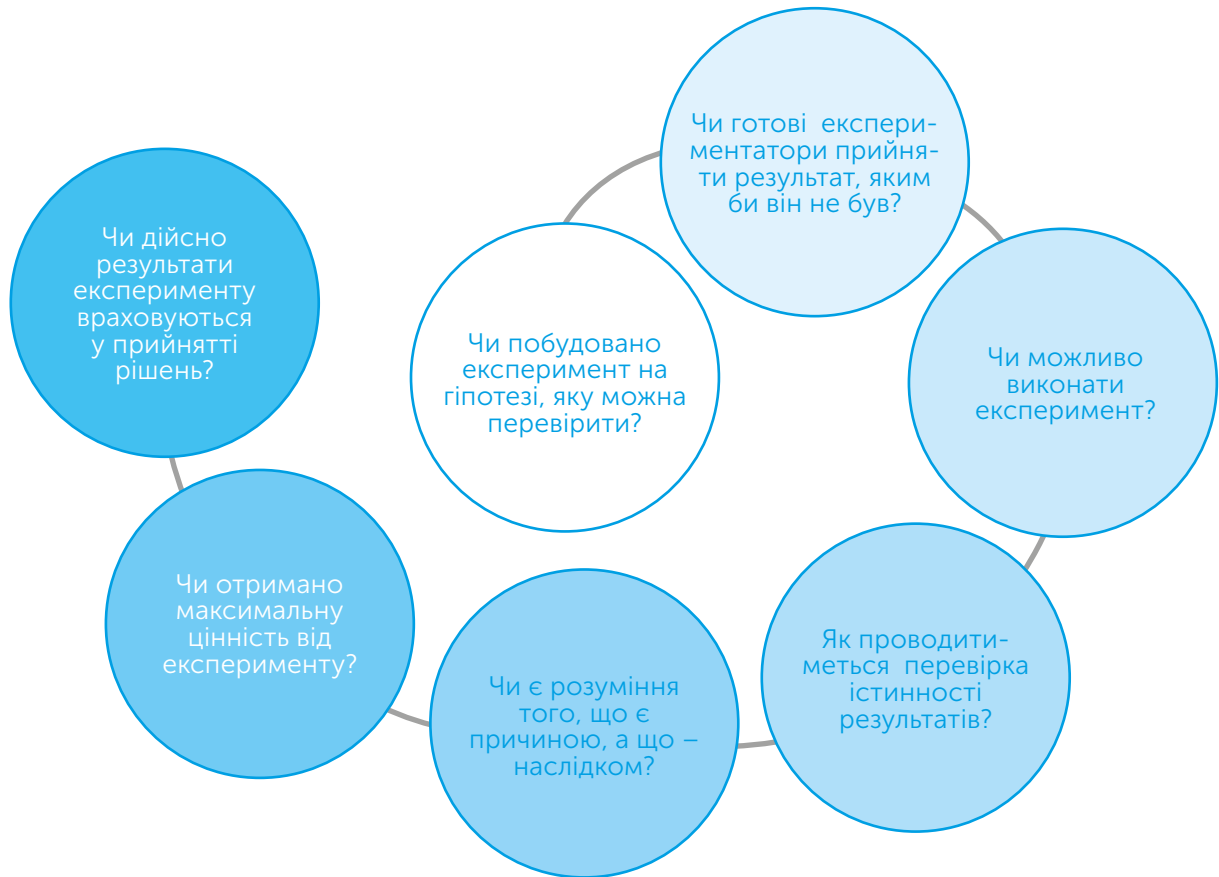 Чи побудовано
експеримент на
гіпотезі, яку можна
перевірити?
Чи готові експери-
ментатори прийня-
ти результат, яким
би він не був?
Чи можливо
виконати
експеримент?
Як проводити-
меться перевірка
істинності
результатів?
Чи є розуміння
того, що є
причиною, а що –
наслідком?
Чи отримано
максимальну
цінність від
експерименту?
Чи дійсно
результати
експерименту
враховуються
у прийнятті
рішень?